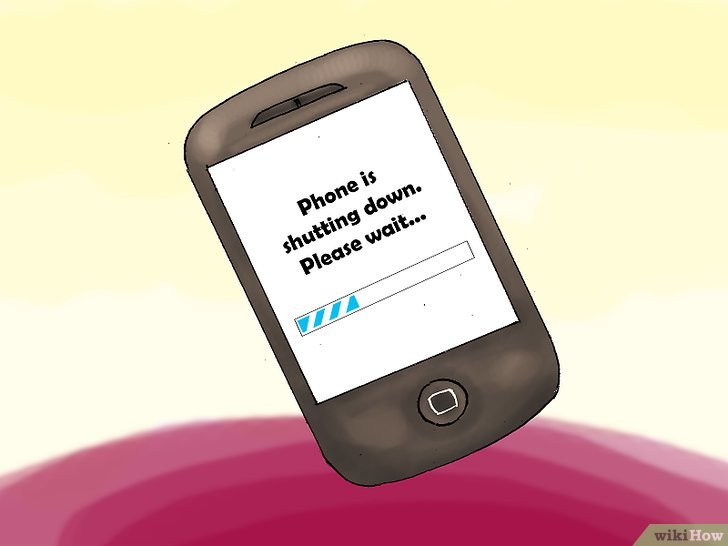 Phone is
shutting down.
Please wait...
wikiHow